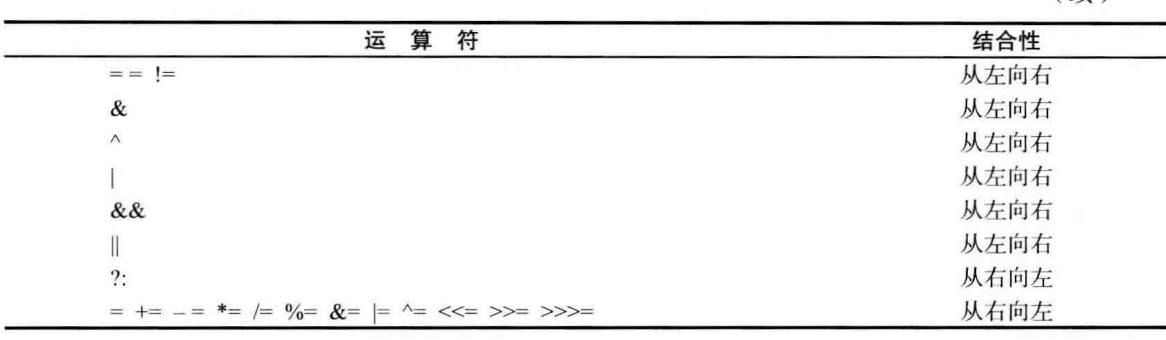 运 算 符 结合性
== != 从左向右
& 从左向右
^ 从左向右
| 从左向右
&& 从左向右
|| 从左向右
?: 从右向左
= += -= *= /= %= &= |= ^= <<= >>= >>>= 从右向左